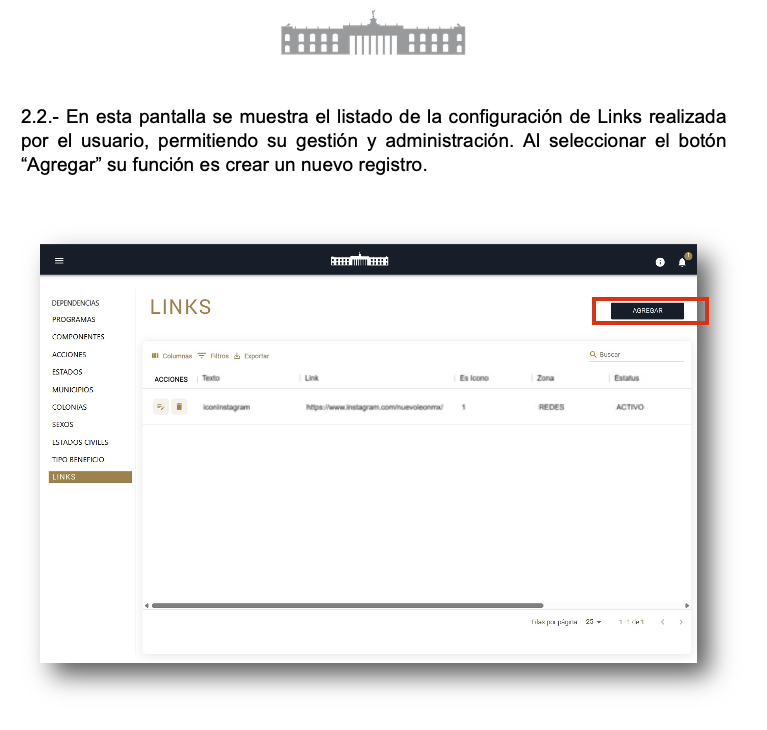 2.2.- En esta pantalla se muestra el listado de la configuración de Links realizada
por el usuario, permitiendo su gestión y administración. Al seleccionar el botón
“Agregar” su función es crear un nuevo registro.
1
DEPENDENCIAS
PROGRAMAS
COMPONENTES
ACCIONES
ESTADOS
MUNICIPIOS
COLONIAS
SEXOS
ESTADOS CIVILES
TIPO BENEFICIO
LINKS
LINKS
AGREGAR
Columnas Filtros Exportar
Buscar
ACCIONES Texto Link Es Icono Zona Estatus
IconInstagram https://www.instagram.com/nuevoleonmx/ 1 REDES ACTIVO
Filas por página 25 1-1 de 1